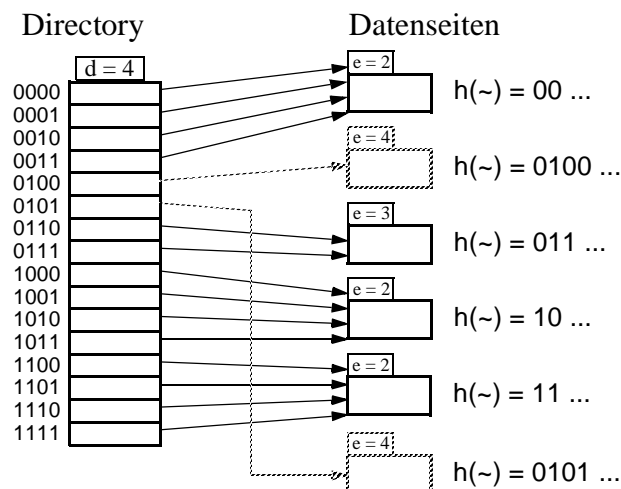 Directory
Datenseiten
d = 4
0000
0001
0010
0011
0100
0101
0110
0111
1000
1001
1010
1011
1100
1101
1110
1111
e = 2
h(~) = 00 ...
e = 4
h(~) = 0100 ...
e = 3
h(~) = 011 ...
e = 2
h(~) = 10 ...
e = 2
h(~) = 11 ...
e = 4
h(~) = 0101 ...